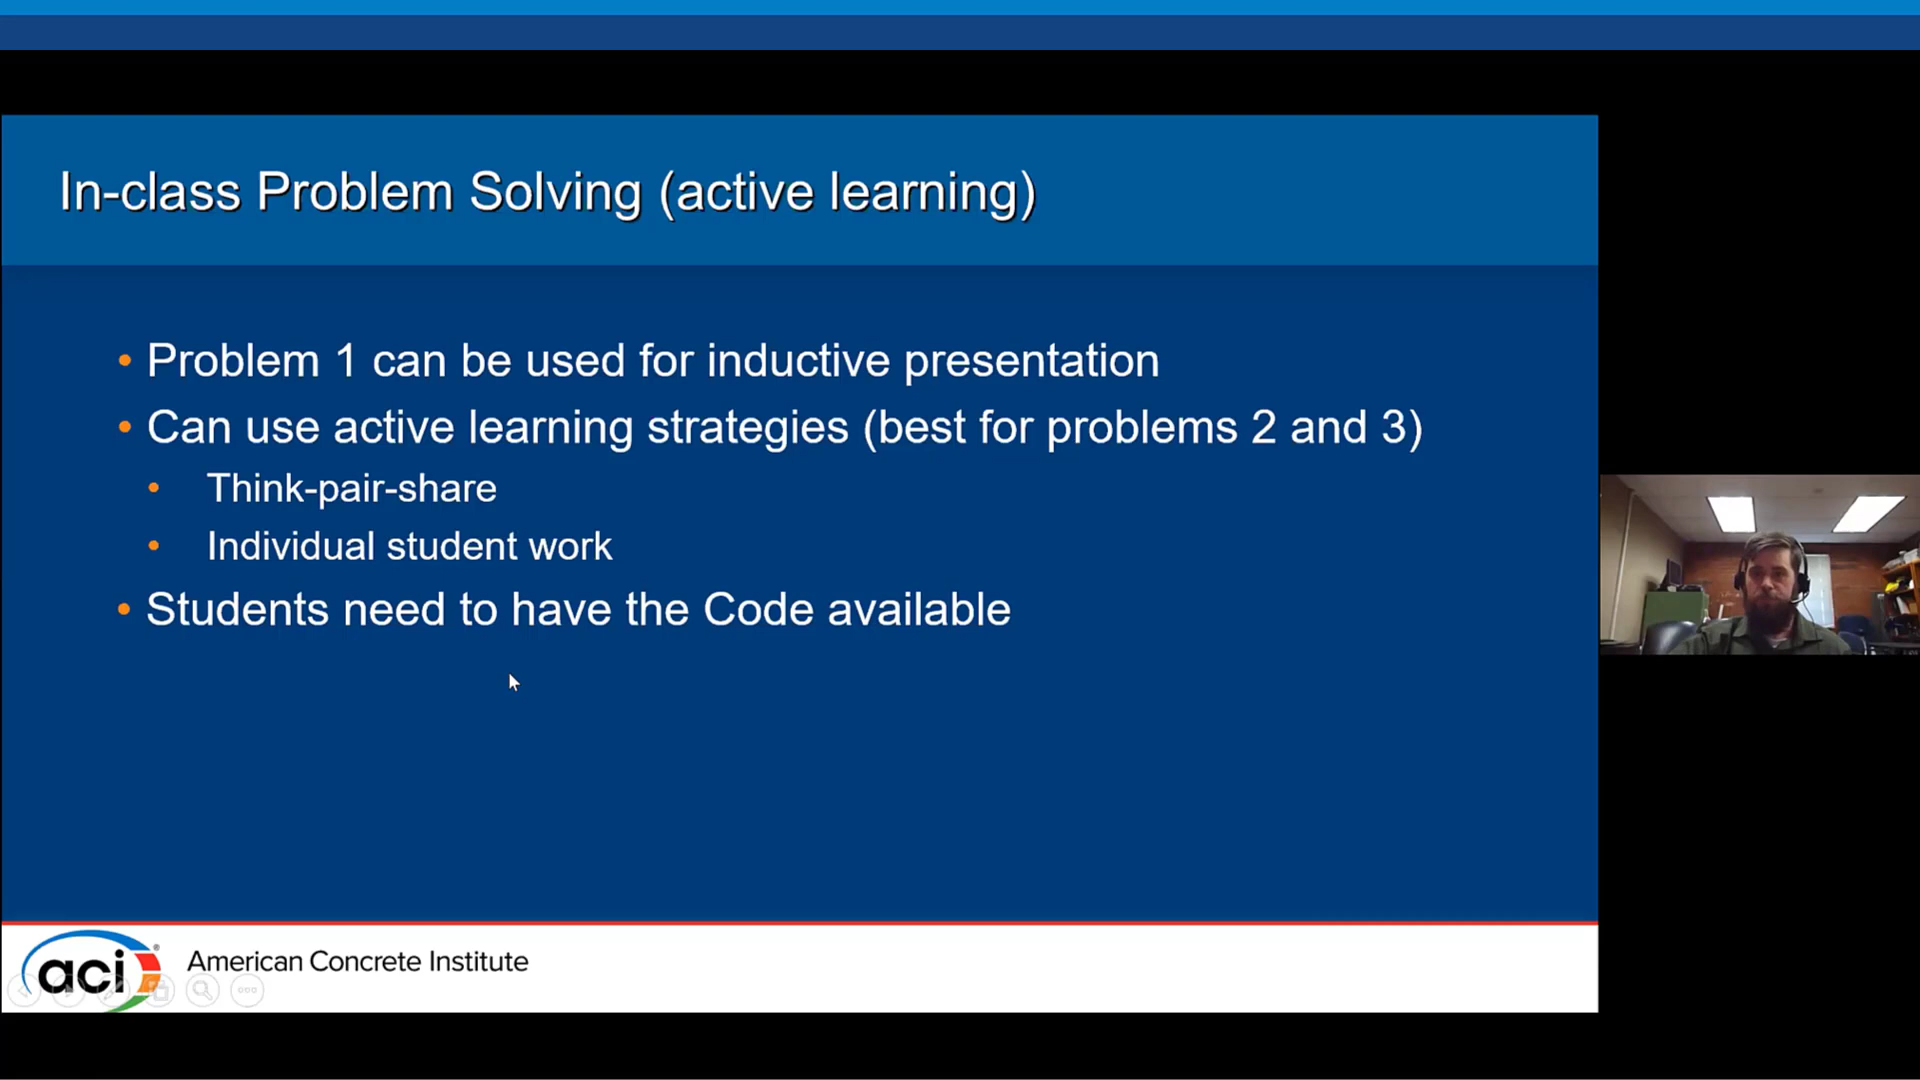 In-class Problem Solving (active learning)
• Problem 1 can be used for inductive presentation
• Can use active learning strategies (best for problems 2 and 3)
• Think-pair-share
• Individual student work
• Students need to have the Code available
aci® American Concrete Institute